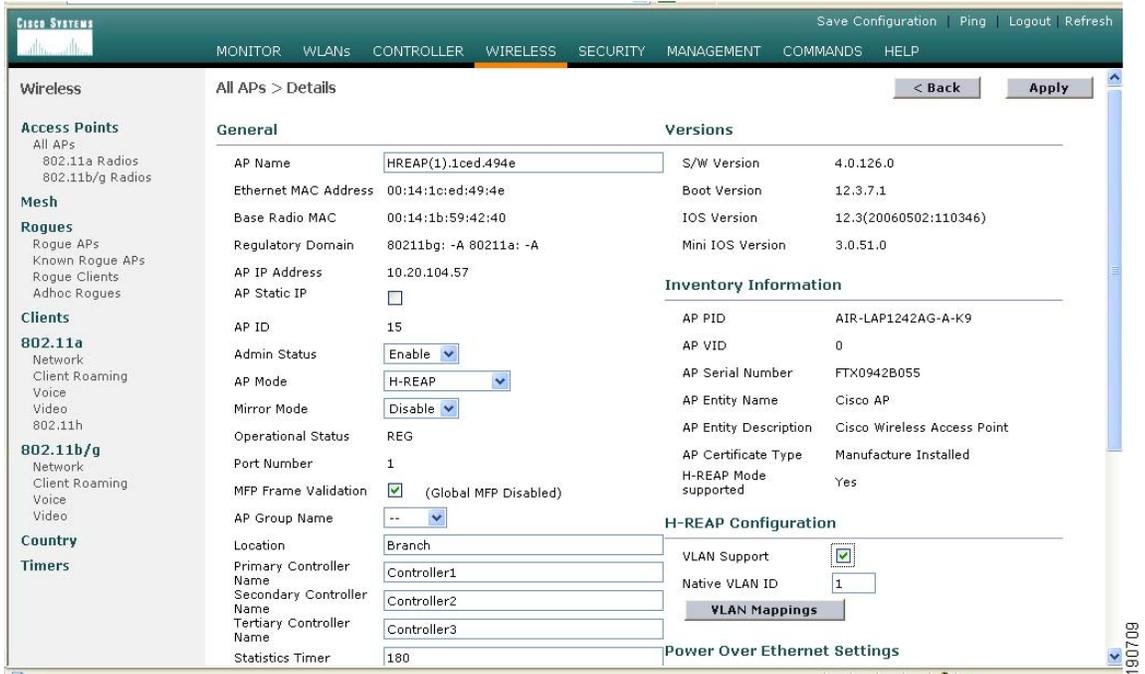 CISCO SYSTEMS
Save Configuration | Ping | Logout | Refresh
MONITOR WLANs CONTROLLER WIRELESS SECURITY MANAGEMENT COMMANDS HELP
Wireless
Access Points
All APs
802.11a Radios
802.11b/g Radios
Mesh
Rogues
Rogue APs
Known Rogue APs
Rogue Clients
Adhoc Rogues
Clients
802.11a
Network
Client Roaming
Voice
Video
802.11h
802.11b/g
Network
Client Roaming
Voice
Video
Country
Timers
All APs > Details
< Back Apply
General
AP Name HREAP(1).1ced.494e
Ethernet MAC Address 00:14:1c:ed:49:4e
Base Radio MAC 00:14:1b:59:42:40
Regulatory Domain 80211bg: -A 80211a: -A
AP IP Address 10.20.104.57
AP Static IP
AP ID 15
Admin Status Enable
AP Mode H-REAP
Mirror Mode Disable
Operational Status REG
Port Number 1
MFP Frame Validation (Global MFP Disabled)
AP Group Name --
Location Branch
Primary Controller
Name Controller1
Secondary Controller
Name Controller2
Tertiary Controller
Name Controller3
Statistics Timer 180
Versions
S/W Version 4.0.126.0
Boot Version 12.3.7.1
IOS Version 12.3(20060502:110346)
Mini IOS Version 3.0.51.0
Inventory Information
AP PID AIR-LAP1242AG-A-K9
AP VID 0
AP Serial Number FTX0942B055
AP Entity Name Cisco AP
AP Entity Description Cisco Wireless Access Point
AP Certificate Type Manufacture Installed
H-REAP Mode
supported Yes
H-REAP Configuration
VLAN Support
Native VLAN ID 1
VLAN Mappings
Power Over Ethernet Settings
190709